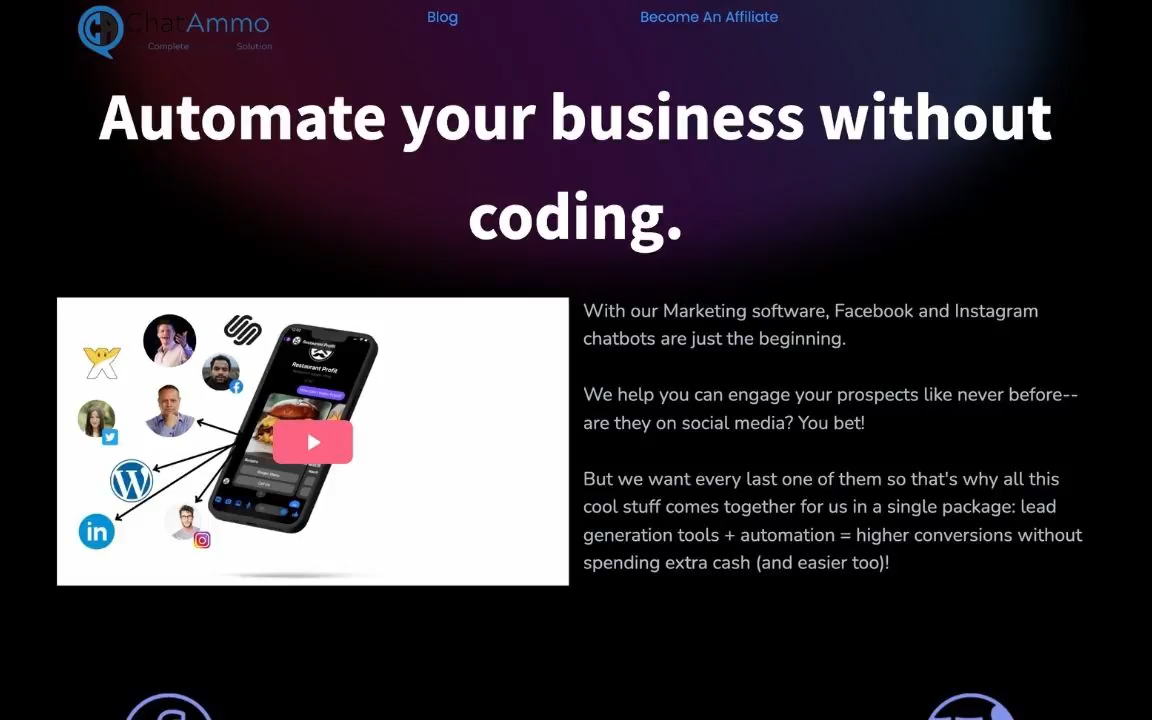 ChatAmmo
Complete Solution
Blog
Become An Affiliate
Automate your business without
coding.
Restaurant Profit
With our Marketing software, Facebook and Instagram
chatbots are just the beginning.
We help you can engage your prospects like never before--
are they on social media? You bet!
But we want every last one of them so that's why all this
cool stuff comes together for us in a single package: lead
generation tools + automation = higher conversions without
spending extra cash (and easier too)!